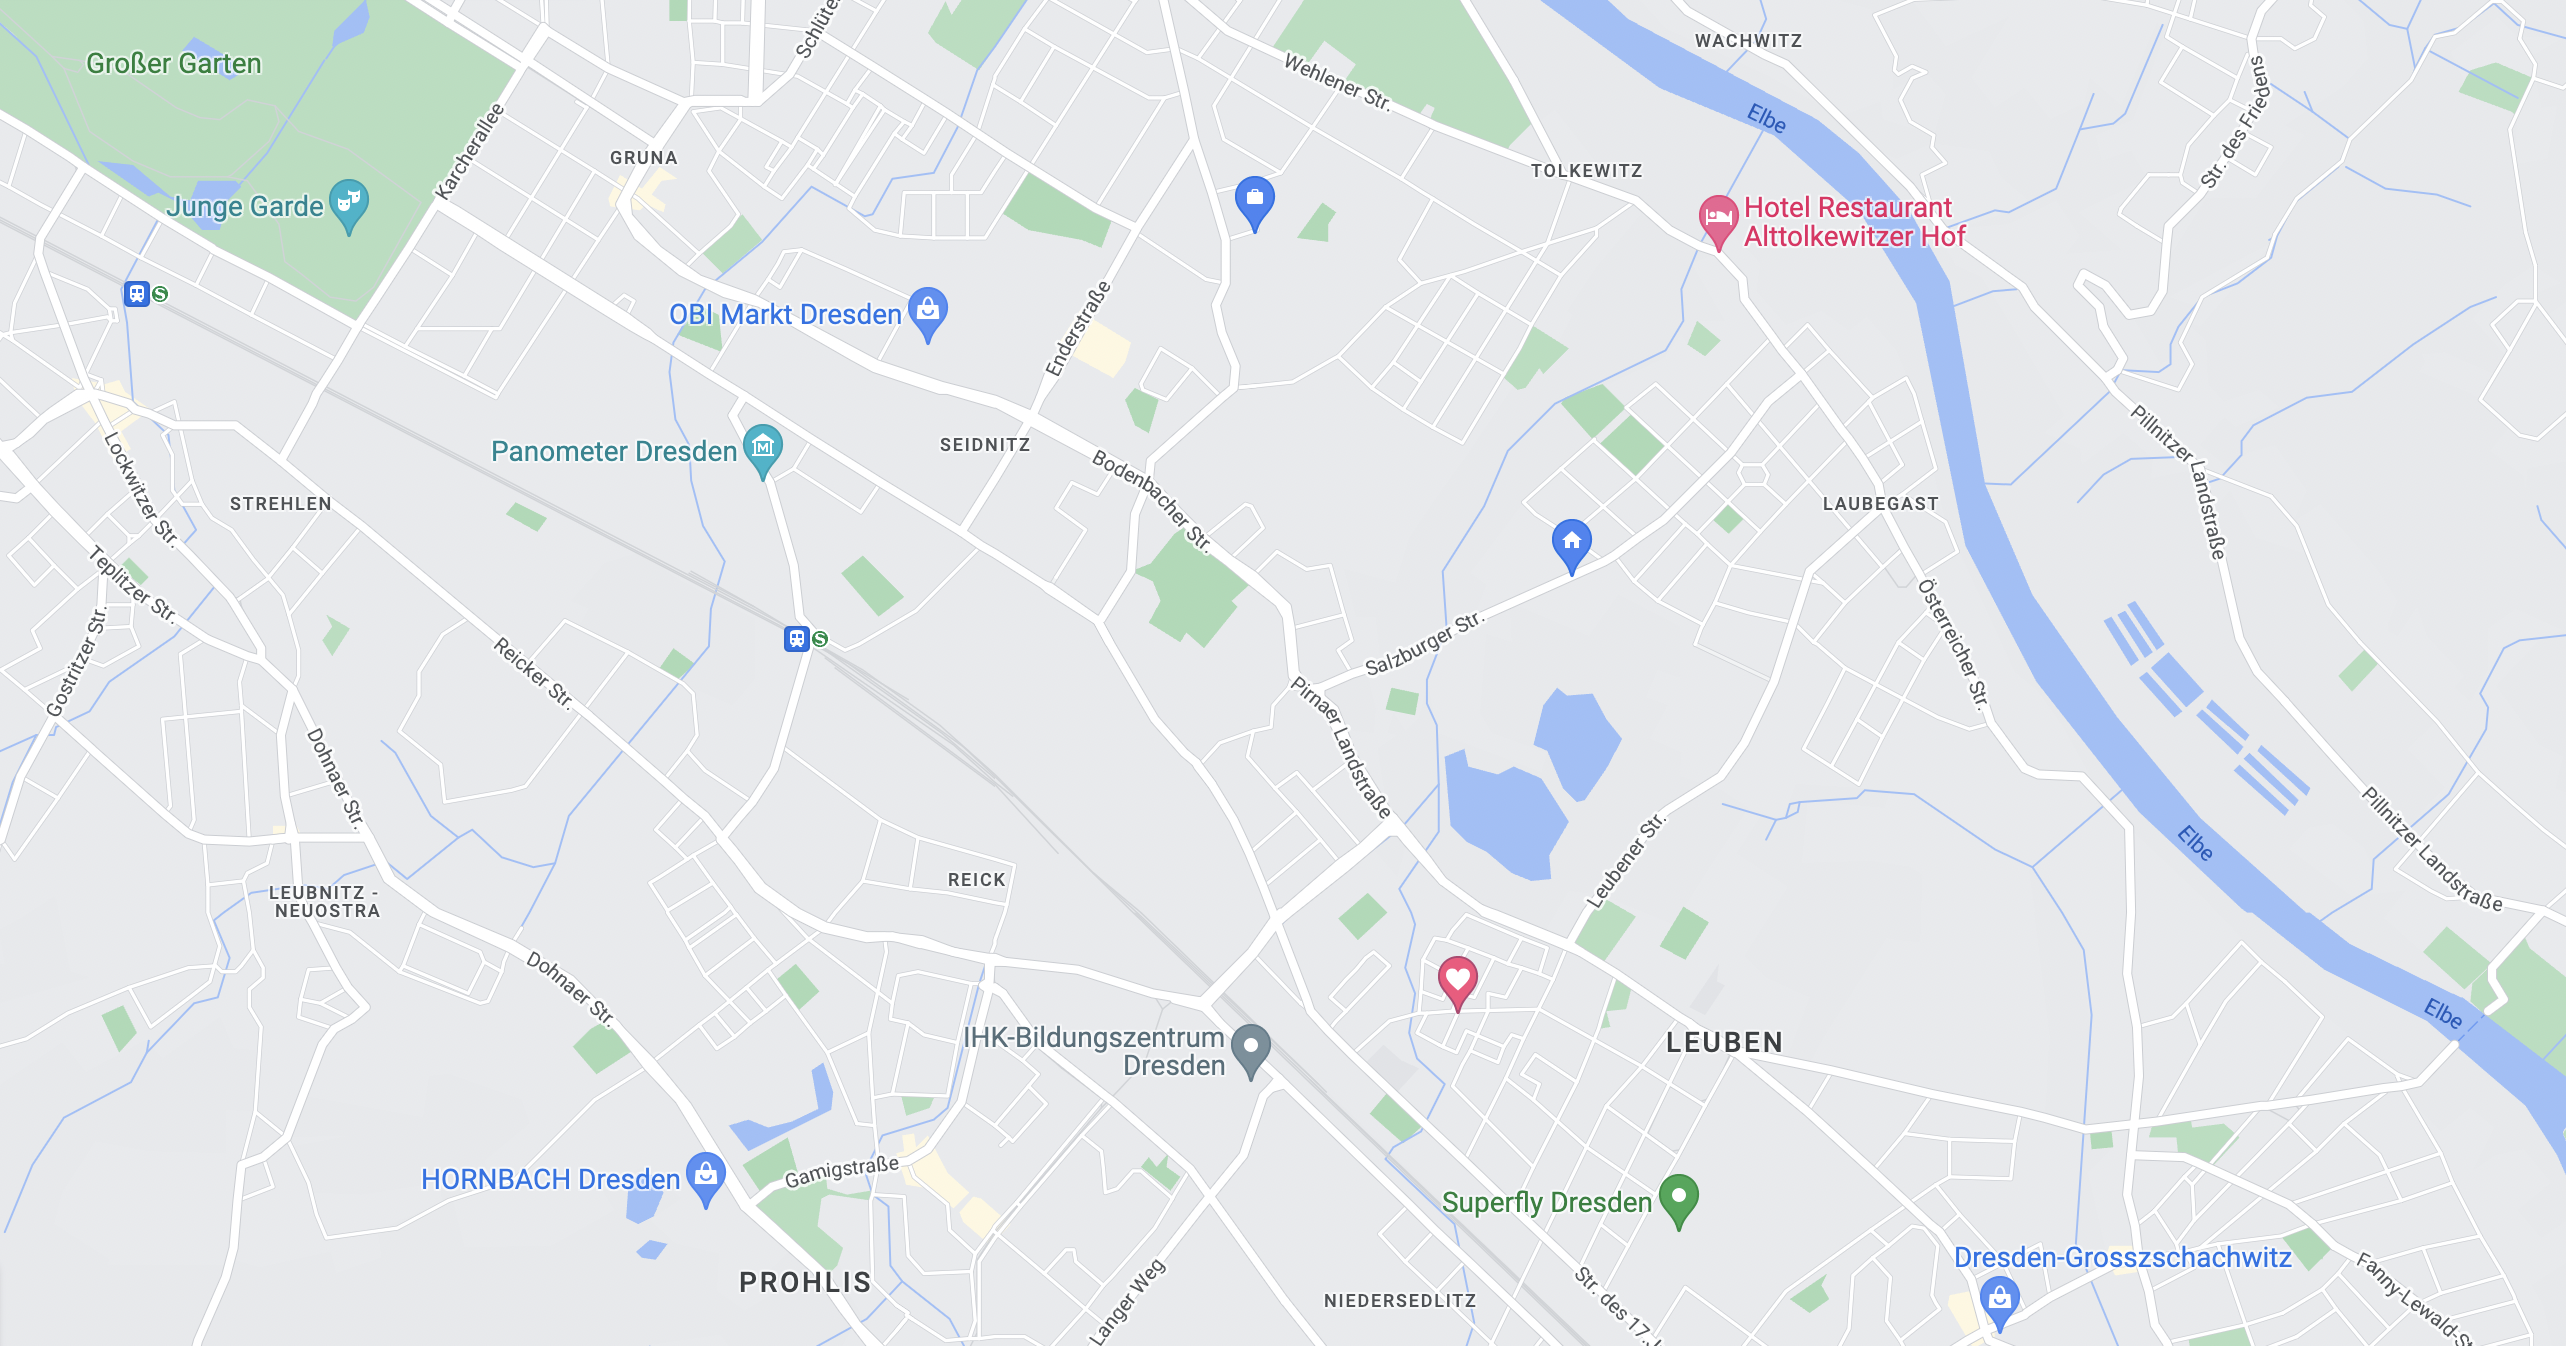 Schlüte
WACHWITZ
Großer Garten
Wehlener Str.
Str. des Friedens
Elbe
Karcherallee
GRUNA
TOLKEWITZ
Junge Garde
Hotel Restaurant
Alttolkewitzer Hof
S
OBI Markt Dresden
Enderstraße
Pillnitzer Landstraße
Lockwitzer Str.
Panometer Dresden
M
SEIDNITZ
Bodenbacher Str.
STREHLEN
LAUBEGAST
Teplitzer Str.
Gostritzer Str.
Reicker Str.
S
Salzburger Str.
Österreicher Str.
Pirnaer Landstraße
Dohnaer Str.
Leubener Str.
Elbe
Pillnitzer Landstraße
REICK
LEUBNITZ -
NEUOSTRA
Dohnaer Str.
Elbe
IHK-Bildungszentrum
Dresden
LEUBEN
HORNBACH Dresden
Gamigstraße
Superfly Dresden
PROHLIS
Langer Weg
NIEDERSEDLITZ
Str. des 17.J
Dresden-Grosszschachwitz
Fanny-Lewald-St